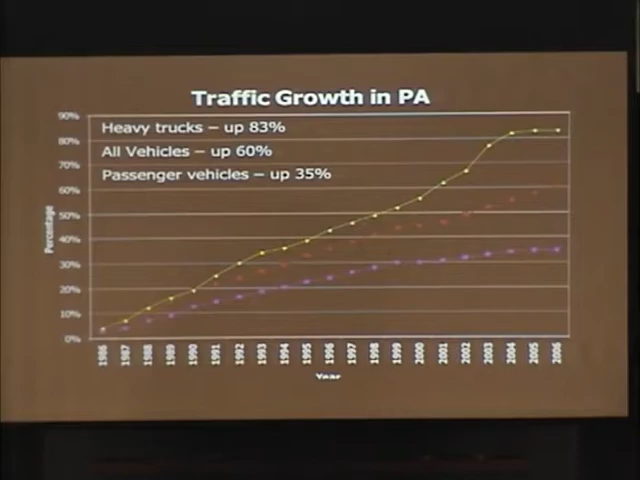 Traffic Growth in PA
Heavy trucks – up 83%
All Vehicles – up 60%
Passenger vehicles – up 35%
90%
80%
70%
60%
50%
40%
30%
20%
10%
0%
Percentage
1986 1987 1988 1989 1990 1991 1992 1993 1994 1995 1996 1997 1998 1999 2000 2001 2002 2003 2004 2005 2006
Year